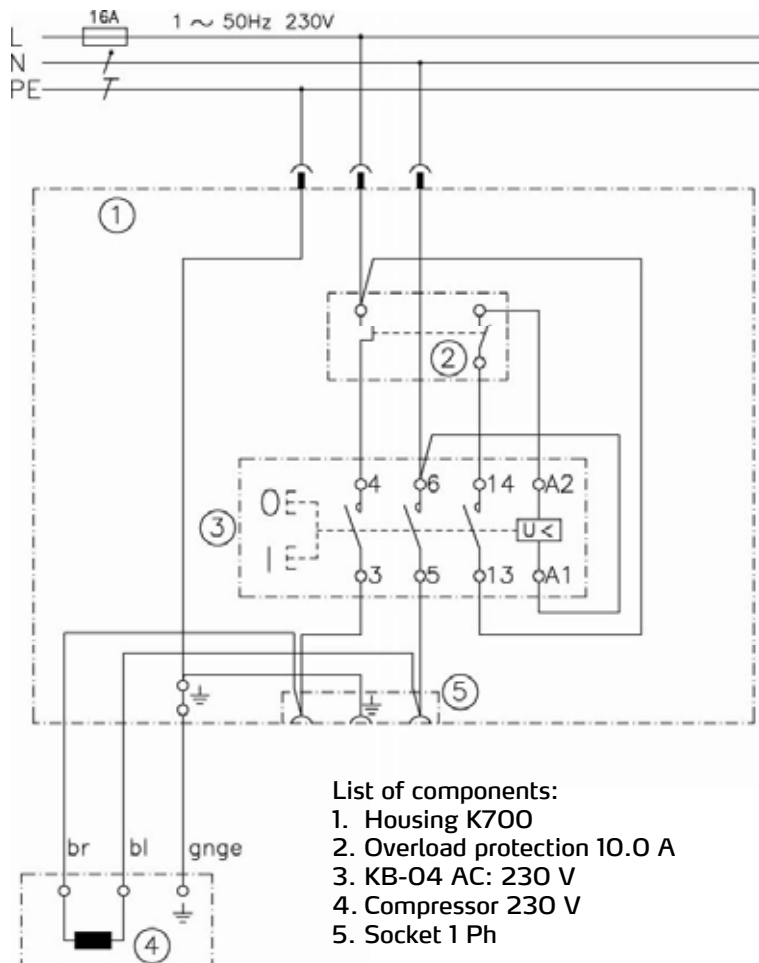 16A 1 ~ 50Hz 230V
L
N
PE
1
2
4 6 14 A2
0
3 U<
I
3 5 13 A1
5
br bl gnge
4
List of components:
1. Housing K700
2. Overload protection 10.0 A
3. KB-04 AC: 230 V
4. Compressor 230 V
5. Socket 1 Ph